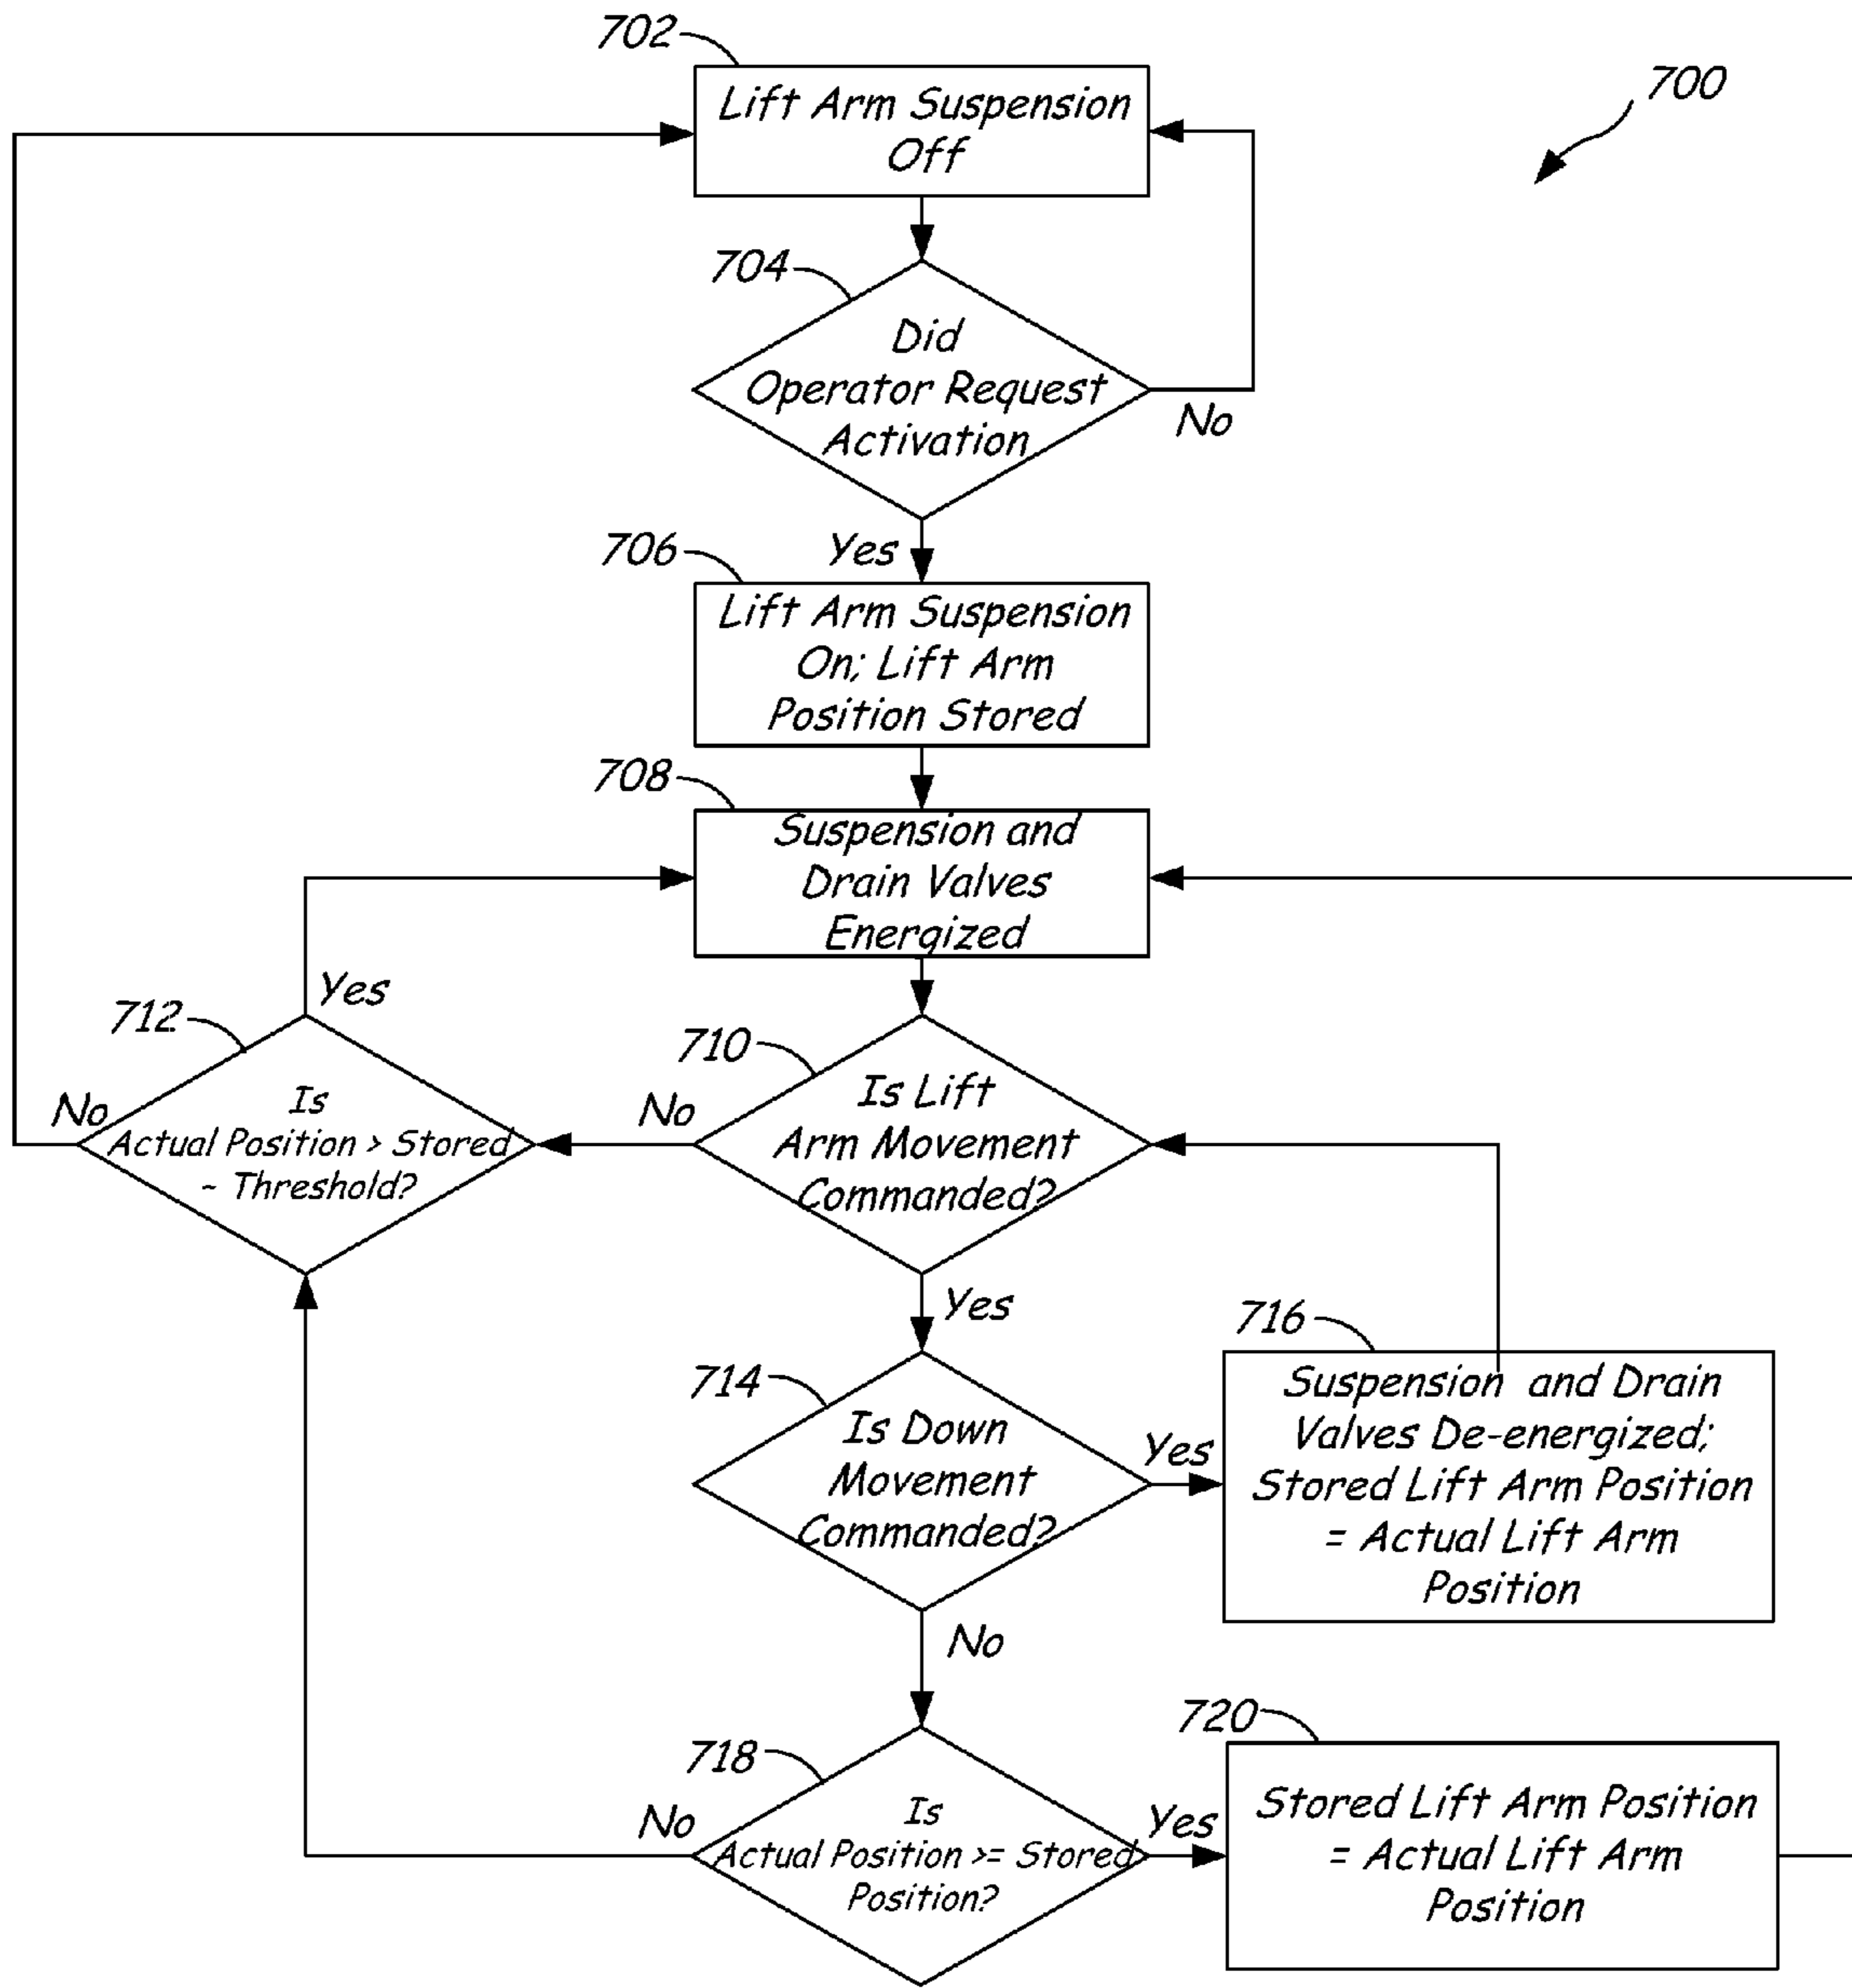 702
Lift Arm Suspension
Off
700
704
Did
Operator Request
Activation
No
Yes
706
Lift Arm Suspension
On; Lift Arm
Position Stored
708
Suspension and
Drain Valves
Energized
Yes
712
Is
Actual Position > Stored
- Threshold?
No
710
Is Lift
Arm Movement
Commanded?
No
Yes
714
Is Down
Movement
Commanded?
Yes
716
Suspension and Drain
Valves De-energized;
Stored Lift Arm Position
= Actual Lift Arm
Position
No
718
Is
Actual Position >= Stored
Position?
No
Yes
720
Stored Lift Arm Position
= Actual Lift Arm
Position